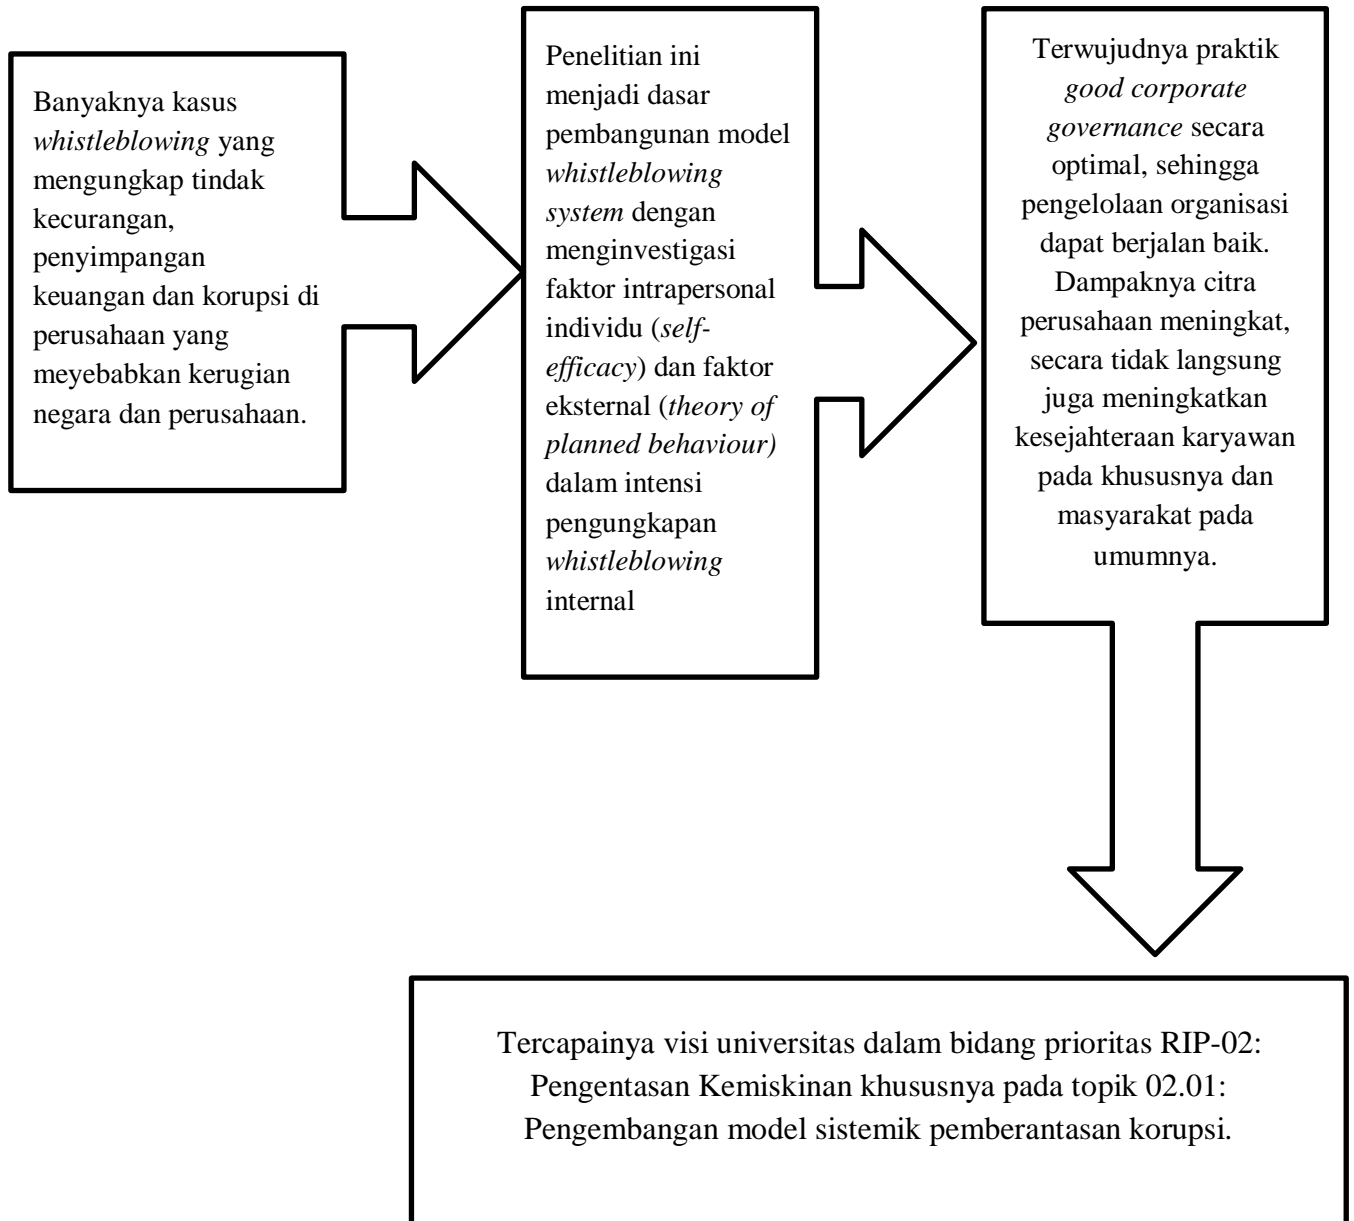 Banyaknya kasus
whistleblowing yang
mengungkap tindak
kecurangan,
penyimpangan
keuangan dan korupsi di
perusahaan yang
meyebabkan kerugian
negara dan perusahaan.
Penelitian ini
menjadi dasar
pembangunan model
whistleblowing
system dengan
menginvestigasi
faktor intrapersonal
individu (self-
efficacy) dan faktor
eksternal (theory of
planned behaviour)
dalam intensi
pengungkapan
whistleblowing
internal
Terwujudnya praktik
good corporate
governance secara
optimal, sehingga
pengelolaan organisasi
dapat berjalan baik.
Dampaknya citra
perusahaan meningkat,
secara tidak langsung
juga meningkatkan
kesejahteraan karyawan
pada khususnya dan
masyarakat pada
umumnya.
Tercapainya visi universitas dalam bidang prioritas RIP-02:
Pengentasan Kemiskinan khususnya pada topik 02.01:
Pengembangan model sistemik pemberantasan korupsi.